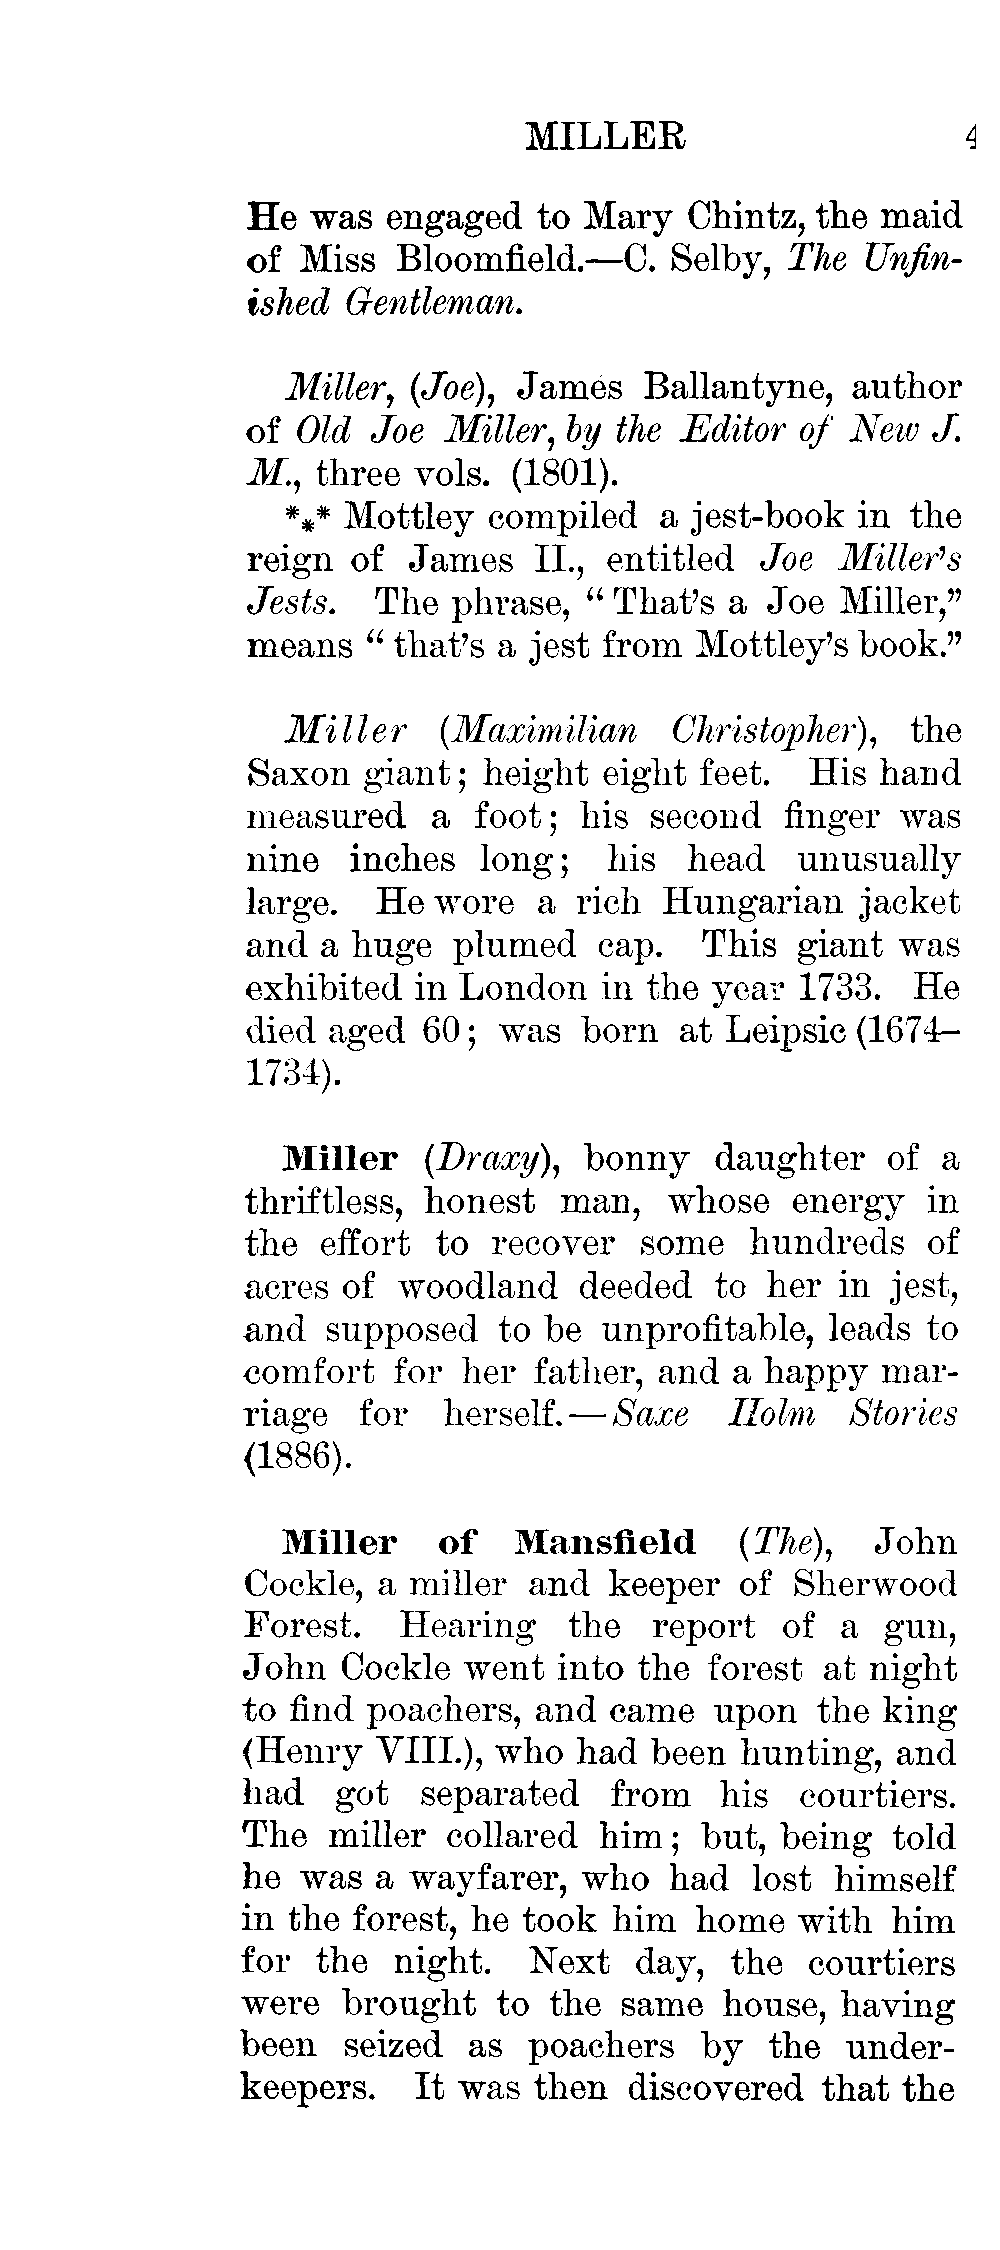 MILLER 4
He was engaged to Mary Chintz, the maid
of Miss Bloomfield.—C. Selby, The Unfin-
ished Gentleman.
Miller, (Joe), James Ballantyne, author
of Old Joe Miller, by the Editor of New J.
M., three vols. (1801).
*⁎* Mottley compiled a jest-book in the
reign of James II., entitled Joe Miller's
Jests. The phrase, “That's a Joe Miller,”
means “that's a jest from Mottley's book.”
Miller (Maximilian Christopher), the
Saxon giant; height eight feet. His hand
measured a foot; his second finger was
nine inches long; his head unusually
large. He wore a rich Hungarian jacket
and a huge plumed cap. This giant was
exhibited in London in the year 1733. He
died aged 60; was born at Leipsic (1674–
1734).
Miller (Draxy), bonny daughter of a
thriftless, honest man, whose energy in
the effort to recover some hundreds of
acres of woodland deeded to her in jest,
and supposed to be unprofitable, leads to
comfort for her father, and a happy mar-
riage for herself.—Saxe Holm Stories
(1886).
Miller of Mansfield (The), John
Cockle, a miller and keeper of Sherwood
Forest. Hearing the report of a gun,
John Cockle went into the forest at night
to find poachers, and came upon the king
(Henry VIII.), who had been hunting, and
had got separated from his courtiers.
The miller collared him; but, being told
he was a wayfarer, who had lost himself
in the forest, he took him home with him
for the night. Next day, the courtiers
were brought to the same house, having
been seized as poachers by the under-
keepers. It was then discovered that the